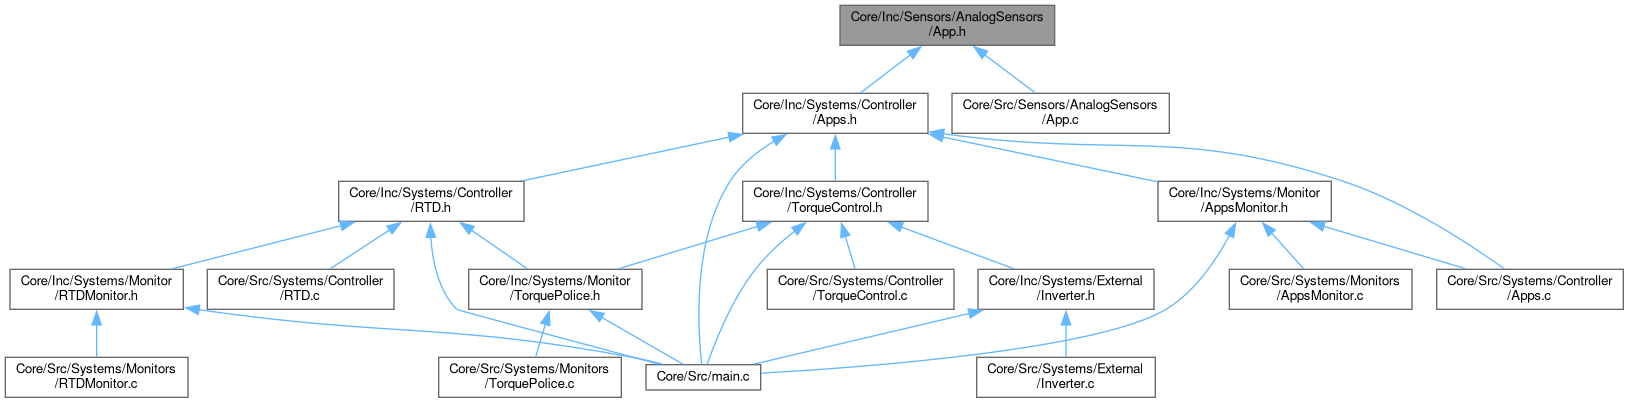 Core/Inc/Sensors/AnalogSensors
/App.h
Core/Inc/Systems/Controller
/Apps.h
Core/Src/Sensors/AnalogSensors
/App.c
Core/Inc/Systems/Controller
/RTD.h
Core/Inc/Systems/Controller
/TorqueControl.h
Core/Inc/Systems/Monitor
/AppsMonitor.h
Core/Inc/Systems/Monitor
/RTDMonitor.h
Core/Src/Systems/Controller
/RTD.c
Core/Inc/Systems/Monitor
/TorquePolice.h
Core/Src/Systems/Controller
/TorqueControl.c
Core/Inc/Systems/External
/Inverter.h
Core/Src/Systems/Monitors
/AppsMonitor.c
Core/Src/Systems/Controller
/Apps.c
Core/Src/Systems/Monitors
/RTDMonitor.c
Core/Src/Systems/Monitors
/TorquePolice.c
Core/Src/main.c
Core/Src/Systems/External
/Inverter.c